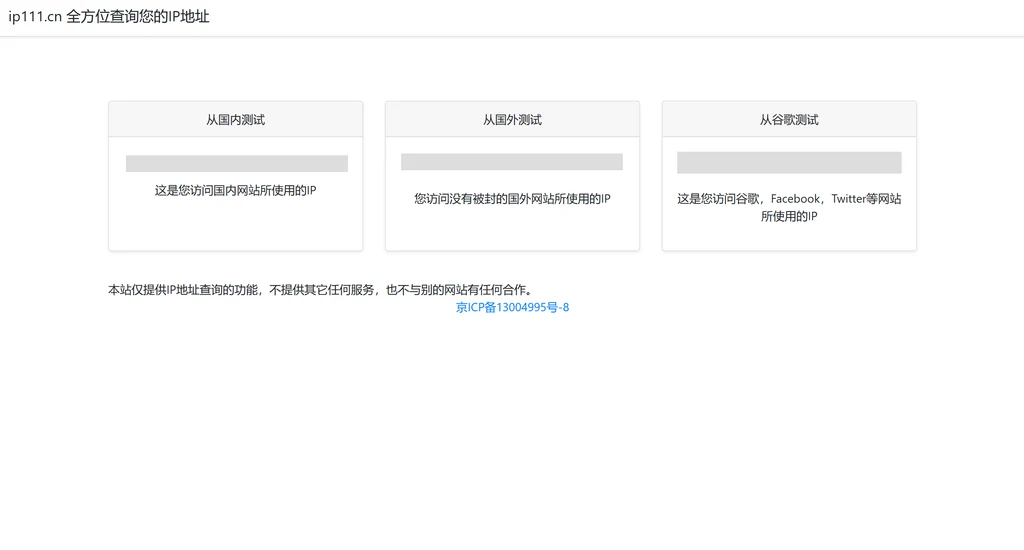 ip111.cn 全方位查询您的IP地址
从国内测试
这是您访问国内网站所使用的IP
从国外测试
您访问没有被封的国外网站所使用的IP
从谷歌测试
这是您访问谷歌，Facebook，Twitter等网站
所使用的IP
本站仅提供IP地址查询的功能，不提供其它任何服务，也不与别的网站有任何合作。
京ICP备13004995号-8